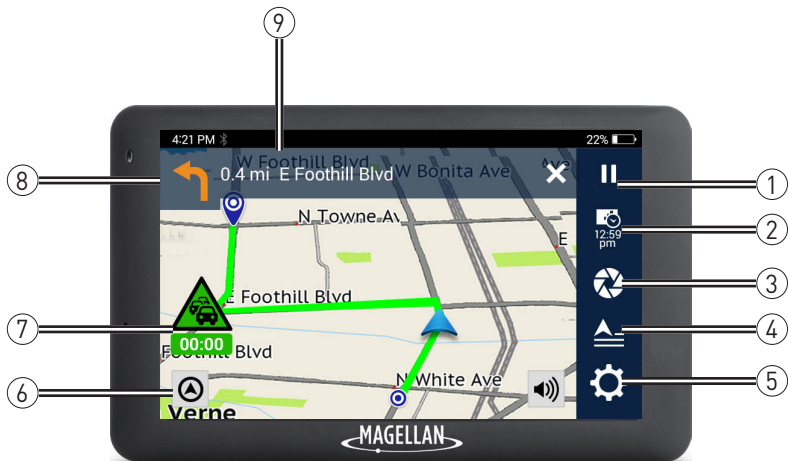 9
4:21 PM 22%
W Foothill Blvd W Bonita Ave Ave
0.4 mi E Foothill Blvd
8
1
N Towne Av
12:59
pm
2
E
E Foothill Blvd
3
7
00:00
Foothill Blvd
4
N White Ave
6
5
Verne
MAGELLAN